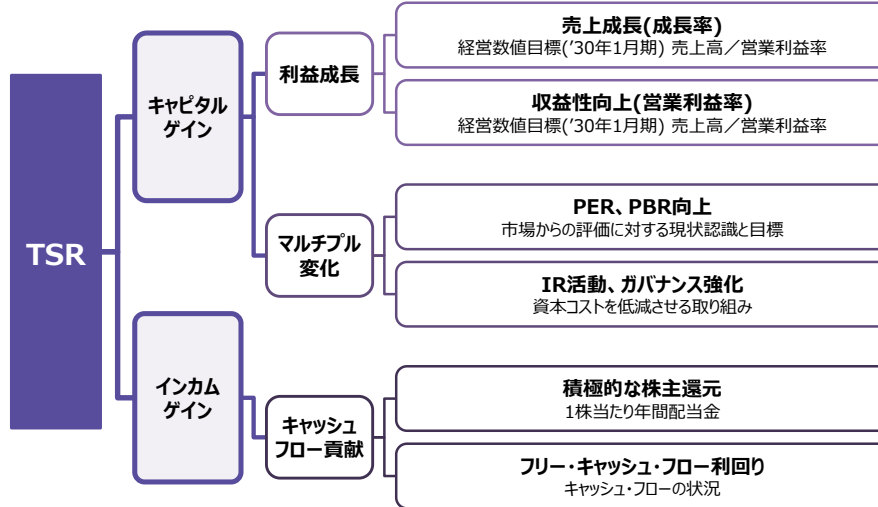 TSR
キャピタル
ゲイン
インカム
ゲイン
利益成長
マルチプル
変化
キャッシュ
フロー貢献
売上成長(成長率)
経営数値目標('30年1月期) 売上高／営業利益率
収益性向上(営業利益率)
経営数値目標('30年1月期) 売上高／営業利益率
PER、PBR向上
市場からの評価に対する現状認識と目標
IR活動、ガバナンス強化
資本コストを低減させる取り組み
積極的な株主還元
1株当たり年間配当金
フリー・キャッシュ・フロー利回り
キャッシュ・フローの状況